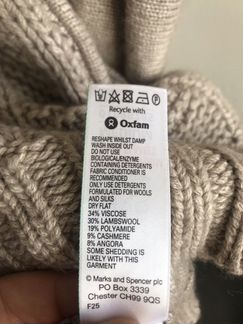 Recycle with
Oxfam
RESHAPE WHILST DAMP
WASH INSIDE OUT
DO NOT USE
BIOLOGICAL/ENZYME
CONTAINING DETERGENTS
FABRIC CONDITIONER IS
RECOMMENDED
ONLY USE DETERGENTS
FORMULATED FOR WOOLS
AND SILKS
DRY FLAT
34% VISCOSE
30% LAMBSWOOL
19% POLYAMIDE
9% CASHMERE
8% ANGORA
SOME SHEDDING IS
LIKELY WITH THIS
GARMENT
© Marks and Spencer plc
PO Box 3339
Chester CH99 9QS
F25